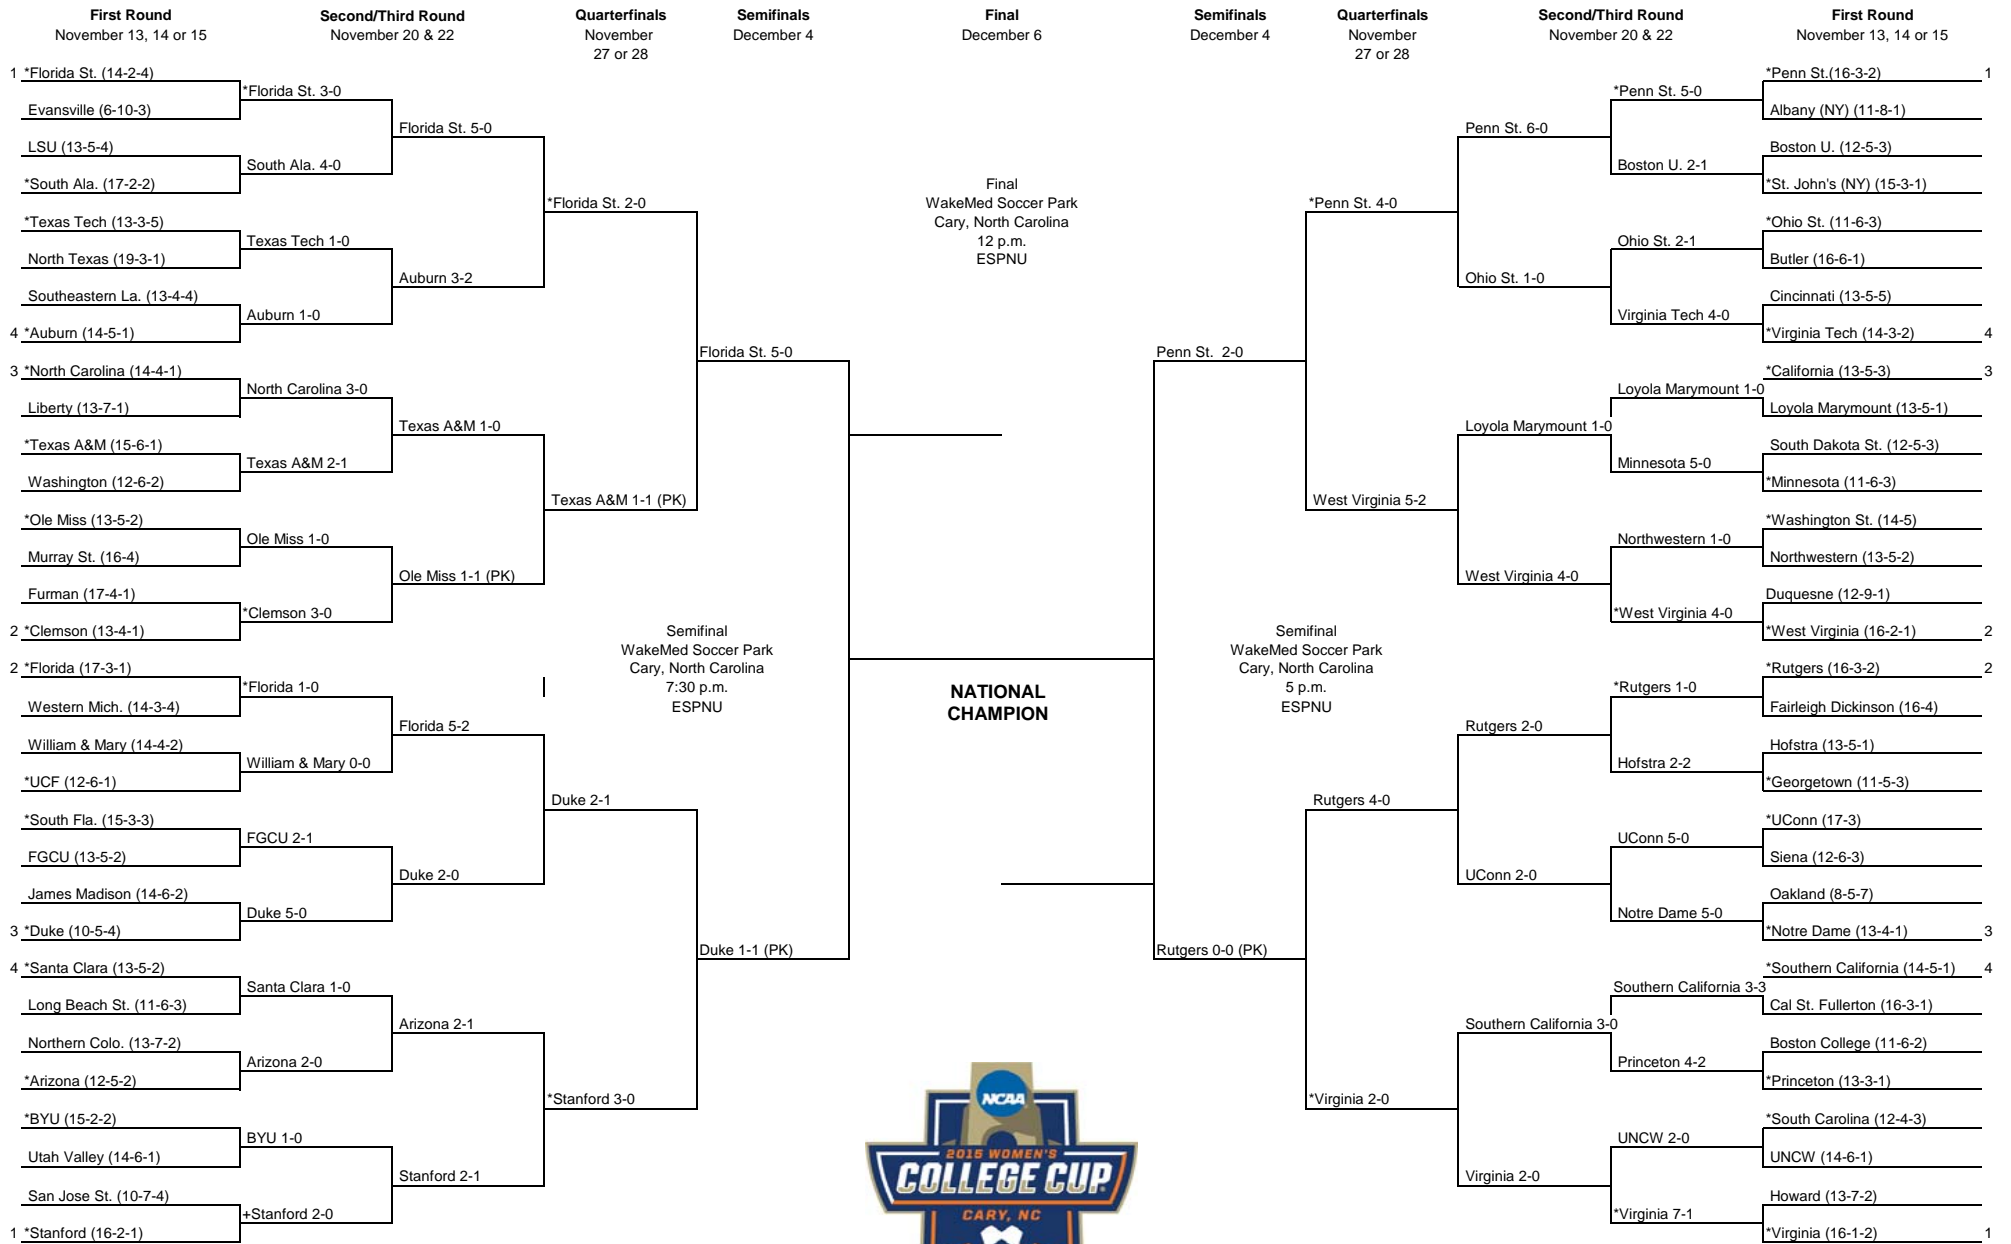 First Round
November 13, 14 or 15
Second/Third Round
November 20 & 22
Quarterfinals
November
27 or 28
Semifinals
December 4
Final
December 6
Semifinals
December 4
Quarterfinals
November
27 or 28
Second/Third Round
November 20 & 22
First Round
November 13, 14 or 15
1 *Florida St. (14-2-4)
Evansville (6-10-3)
LSU (13-5-4)
*South Ala. (17-2-2)
*Texas Tech (13-3-5)
North Texas (19-3-1)
Southeastern La. (13-4-4)
4 *Auburn (14-5-1)
3 *North Carolina (14-4-1)
Liberty (13-7-1)
*Texas A&M (15-6-1)
Washington (12-6-2)
*Ole Miss (13-5-2)
Murray St. (16-4)
Furman (17-4-1)
2 *Clemson (13-4-1)
2 *Florida (17-3-1)
Western Mich. (14-3-4)
William & Mary (14-4-2)
*UCF (12-6-1)
*South Fla. (15-3-3)
FGCU (13-5-2)
James Madison (14-6-2)
3 *Duke (10-5-4)
4 *Santa Clara (13-5-2)
Long Beach St. (11-6-3)
Northern Colo. (13-7-2)
*Arizona (12-5-2)
*BYU (15-2-2)
Utah Valley (14-6-1)
San Jose St. (10-7-4)
1 *Stanford (16-2-1)
*Florida St. 3-0
South Ala. 4-0
Texas Tech 1-0
Auburn 1-0
North Carolina 3-0
Texas A&M 2-1
Ole Miss 1-0
*Clemson 3-0
*Florida 1-0
William & Mary 0-0
FGCU 2-1
Duke 5-0
Santa Clara 1-0
Arizona 2-0
BYU 1-0
+Stanford 2-0
Florida St. 5-0
Auburn 3-2
Texas A&M 1-0
Ole Miss 1-1 (PK)
Florida 5-2
Duke 2-0
Arizona 2-1
Stanford 2-1
*Florida St. 2-0
Texas A&M 1-1 (PK)
Duke 2-1
*Stanford 3-0
Florida St. 5-0
Duke 1-1 (PK)
Semifinal
WakeMed Soccer Park
Cary, North Carolina
7:30 p.m.
ESPNU
Final
WakeMed Soccer Park
Cary, North Carolina
12 p.m.
ESPNU
NATIONAL
CHAMPION
NCAA
2015 WOMEN'S
COLLEGE CUP
CARY, NC
Semifinal
WakeMed Soccer Park
Cary, North Carolina
5 p.m.
ESPNU
Penn St.  2-0
Rutgers 0-0 (PK)
*Penn St. 4-0
West Virginia 5-2
Rutgers 4-0
*Virginia 2-0
Penn St. 6-0
Ohio St. 1-0
Loyola Marymount 1-0
West Virginia 4-0
Rutgers 2-0
UConn 2-0
Southern California 3-0
Virginia 2-0
*Penn St. 5-0
Boston U. 2-1
Ohio St. 2-1
Virginia Tech 4-0
Loyola Marymount 1-0
Minnesota 5-0
Northwestern 1-0
*West Virginia 4-0
*Rutgers 1-0
Hofstra 2-2
UConn 5-0
Notre Dame 5-0
Southern California 3-3
Princeton 4-2
UNCW 2-0
*Virginia 7-1
*Penn St.(16-3-2) 1
Albany (NY) (11-8-1)
Boston U. (12-5-3)
*St. John's (NY) (15-3-1)
*Ohio St. (11-6-3)
Butler (16-6-1)
Cincinnati (13-5-5)
*Virginia Tech (14-3-2) 4
*California (13-5-3) 3
Loyola Marymount (13-5-1)
South Dakota St. (12-5-3)
*Minnesota (11-6-3)
*Washington St. (14-5)
Northwestern (13-5-2)
Duquesne (12-9-1)
*West Virginia (16-2-1) 2
*Rutgers (16-3-2) 2
Fairleigh Dickinson (16-4)
Hofstra (13-5-1)
*Georgetown (11-5-3)
*UConn (17-3)
Siena (12-6-3)
Oakland (8-5-7)
*Notre Dame (13-4-1) 3
*Southern California (14-5-1) 4
Cal St. Fullerton (16-3-1)
Boston College (11-6-2)
*Princeton (13-3-1)
*South Carolina (12-4-3)
UNCW (14-6-1)
Howard (13-7-2)
*Virginia (16-1-2) 1